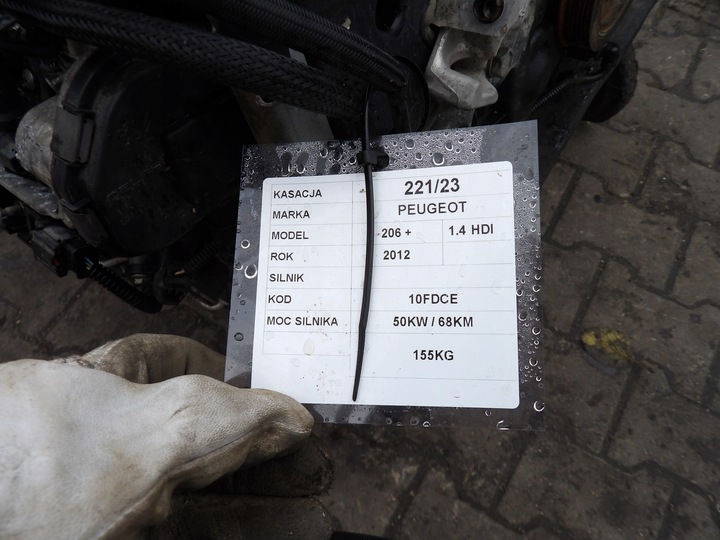 KASACJA 221/23
MARKA PEUGEOT
MODEL 206 + 1.4 HDI
ROK 2012
SILNIK
KOD 10FDCE
MOC SILNIKA 50KW / 68KM
155KG